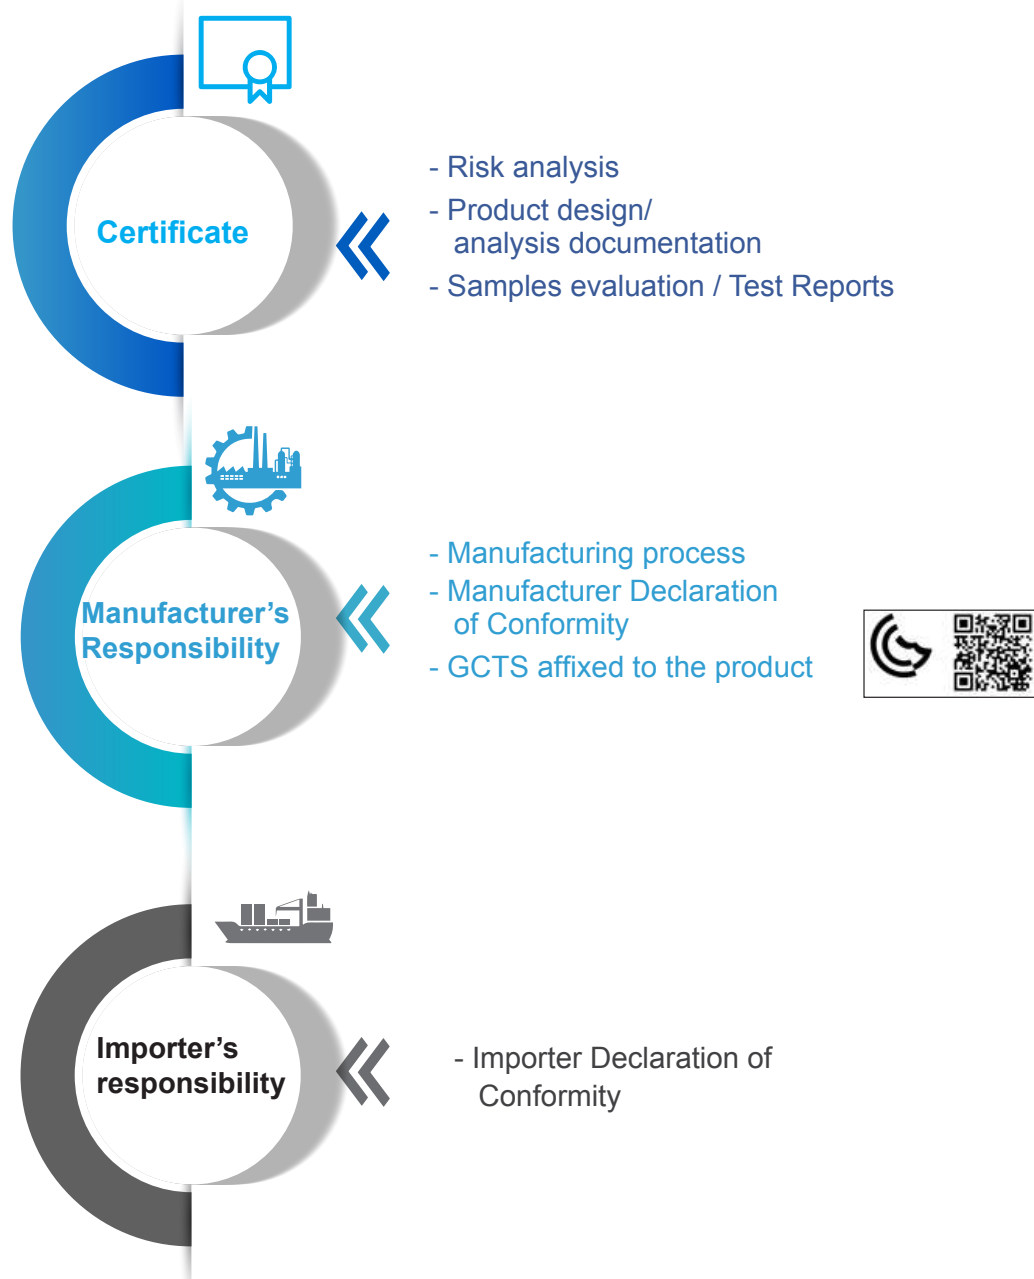 Certificate
- Risk analysis
- Product design/
analysis documentation
- Samples evaluation / Test Reports
Manufacturer’s
Responsibility
- Manufacturing process
- Manufacturer Declaration
of Conformity
- GCTS affixed to the product
Importer’s
responsibility
- Importer Declaration of
Conformity